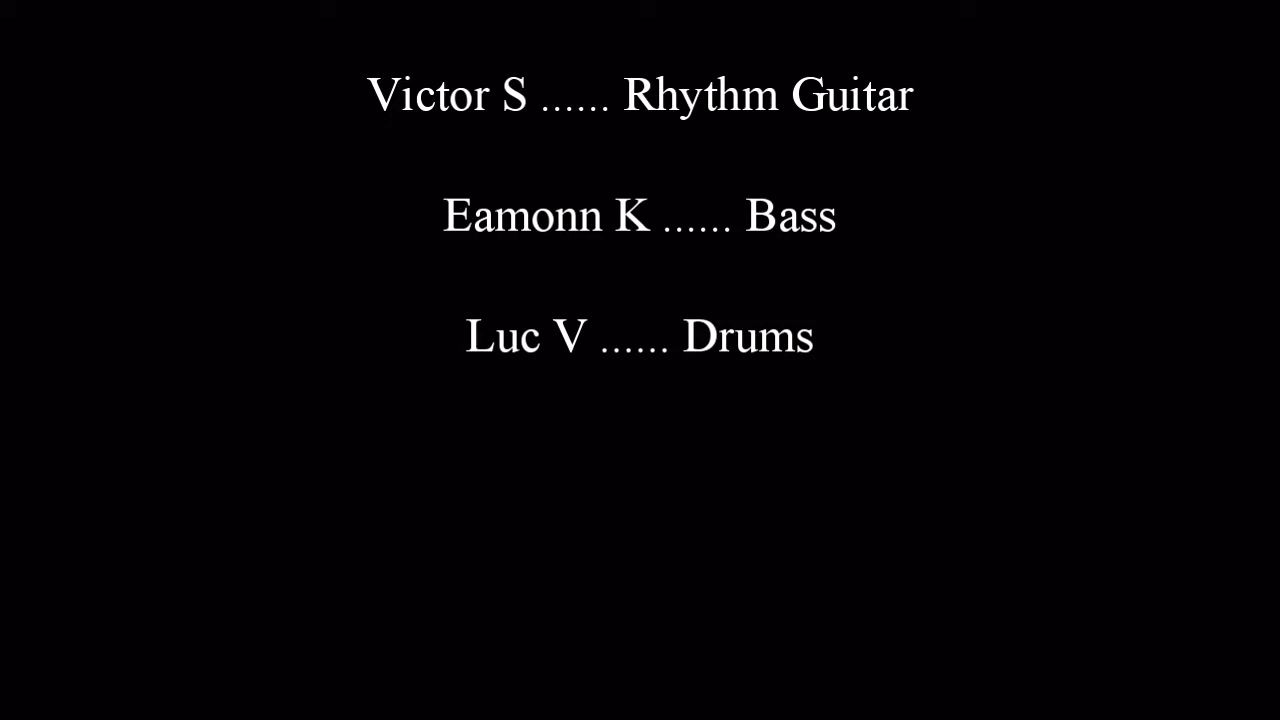 Victor S ...... Rhythm Guitar
Eamonn K ...... Bass
Luc V ...... Drums